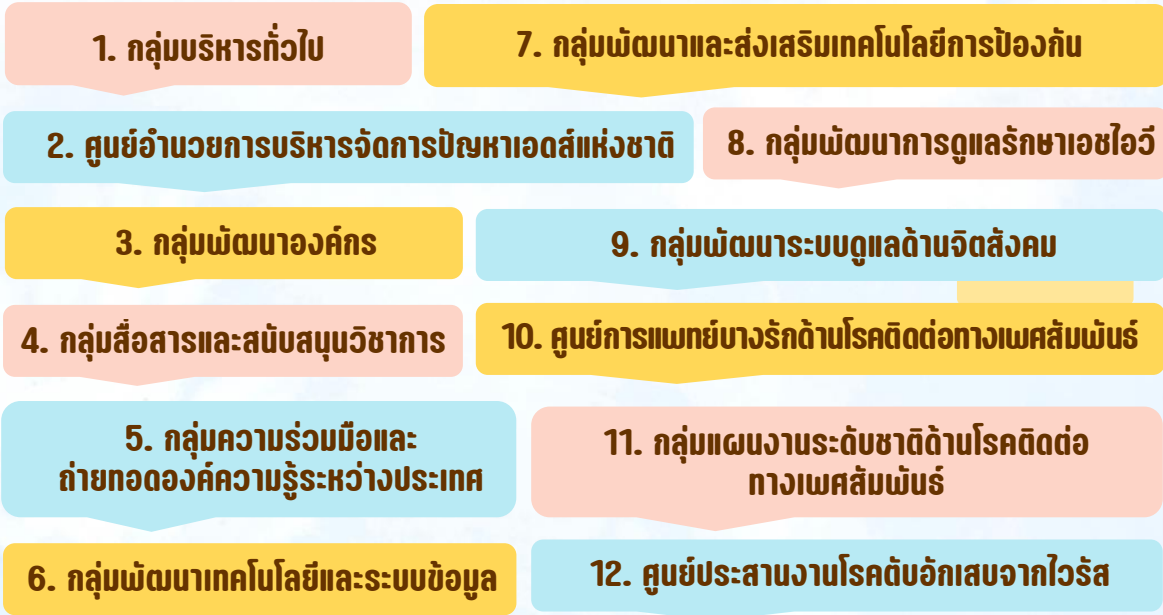 1. กลุ่มบริหารทั่วไป
2. ศูนย์อำนวยการบริหารจัดการปัญหาเอดส์แห่งชาติ
3. กลุ่มพัฒนาองค์กร
4. กลุ่มสื่อสารและสนับสนุนวิชาการ
5. กลุ่มความร่วมมือและ
ถ่ายทอดองค์ความรู้ระหว่างประเทศ
6. กลุ่มพัฒนาเทคโนโลยีและระบบข้อมูล
7. กลุ่มพัฒนาและส่งเสริมเทคโนโลยีการป้องกัน
8. กลุ่มพัฒนาการดูแลรักษาเอชไอวี
9. กลุ่มพัฒนาระบบดูแลด้านจิตสังคม
10. ศูนย์การแพทย์บางรักด้านโรคติดต่อทางเพศสัมพันธ์
11. กลุ่มแผนงานระดับชาติด้านโรคติดต่อ
ทางเพศสัมพันธ์
12. ศูนย์ประสานงานโรคตับอักเสบจากไวรัส